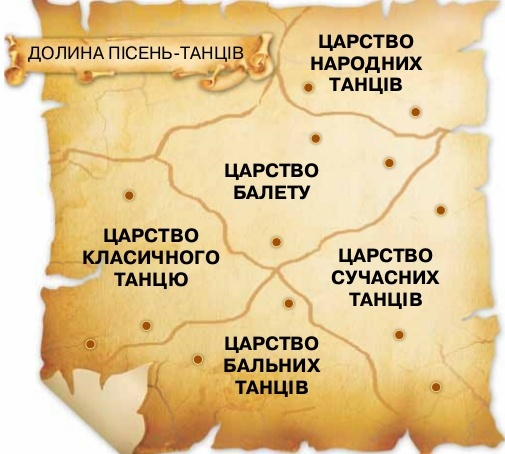 ДОЛИНА ПІСЕНЬ-ТАНЦІВ
ЦАРСТВО
НАРОДНИХ
ТАНЦІВ
ЦАРСТВО
БАЛЕТУ
ЦАРСТВО
КЛАСИЧНОГО
ТАНЦЮ
ЦАРСТВО
СУЧАСНИХ
ТАНЦІВ
ЦАРСТВО
БАЛЬНИХ
ТАНЦІВ